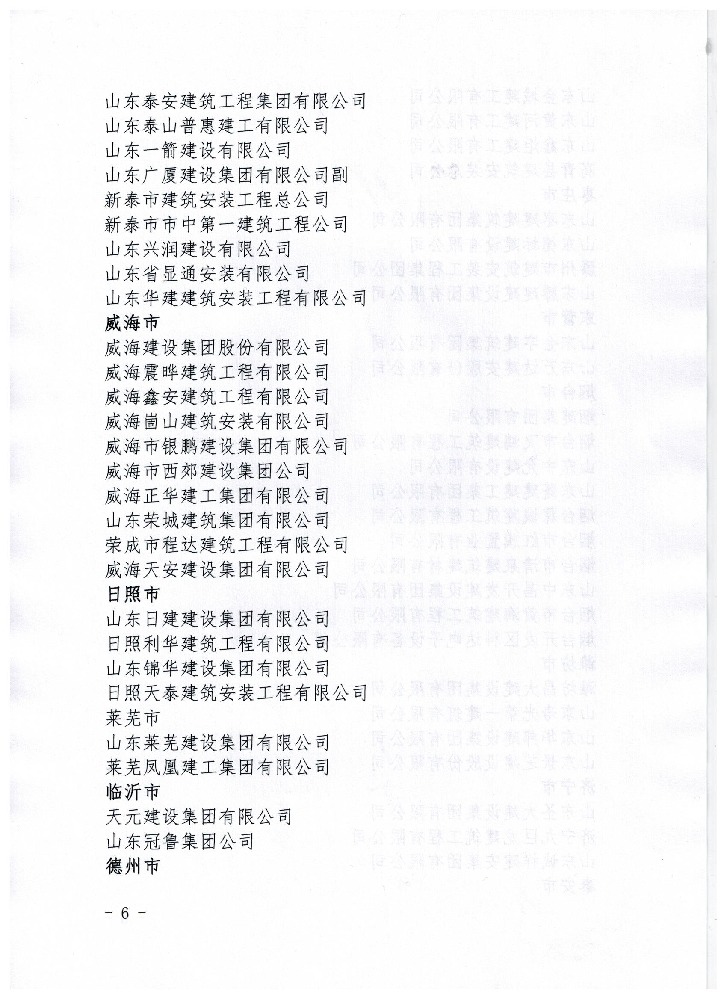 山东泰安建筑工程集团有限公司
山东泰山普惠建工有限公司
山东一箭建设有限公司
山东广厦建设集团有限公司副
新泰市建筑安装工程总公司
新泰市市中第一建筑工程公司
山东兴润建设有限公司
山东省显通安装有限公司
山东华建建筑安装工程有限公司
威海市
威海建设集团股份有限公司
威海震晔建筑工程有限公司
威海鑫安建筑工程有限公司
威海崮山建筑安装有限公司
威海市银鹏建设集团有限公司
威海市西郊建设集团公司
威海正华建工集团有限公司
山东荣城建筑集团有限公司
荣成市程达建筑工程有限公司
威海天安建设集团有限公司
日照市
山东日建建设集团有限公司
日照利华建筑工程有限公司
山东锦华建设集团有限公司
日照天泰建筑安装工程有限公司
莱芜市
山东莱芜建设集团有限公司
莱芜凤凰建工集团有限公司
临沂市
天元建设集团有限公司
山东冠鲁集团公司
德州市
- 6 -